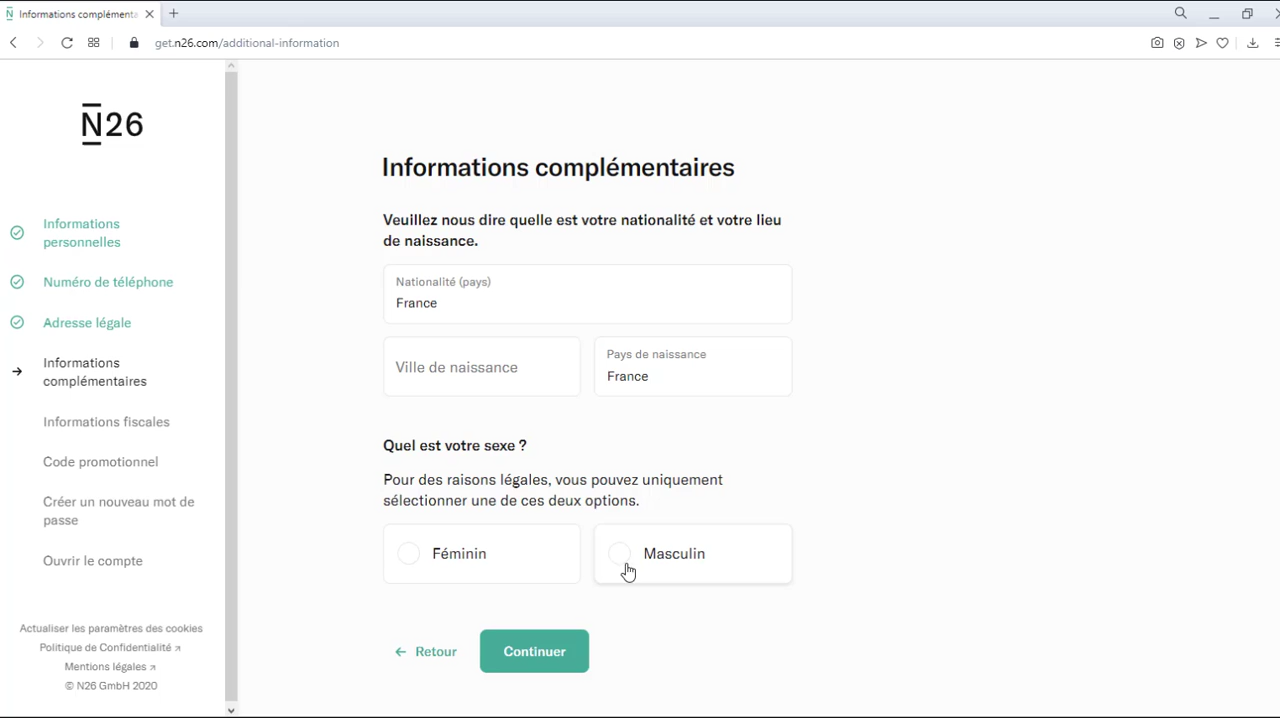 Informations complémenta
get.n26.com/additional-information
N26
Informations
personnelles
Numéro de téléphone
Adresse légale
Informations
complémentaires
Informations fiscales
Code promotionnel
Créer un nouveau mot de
passe
Ouvrir le compte
Actualiser les paramètres des cookies
Politique de Confidentialité ↗
Mentions légales ↗
© N26 GmbH 2020
Informations complémentaires
Veuillez nous dire quelle est votre nationalité et votre lieu
de naissance.
Nationalité (pays)
France
Ville de naissance
Pays de naissance
France
Quel est votre sexe ?
Pour des raisons légales, vous pouvez uniquement
sélectionner une de ces deux options.
Féminin
Masculin
← Retour
Continuer